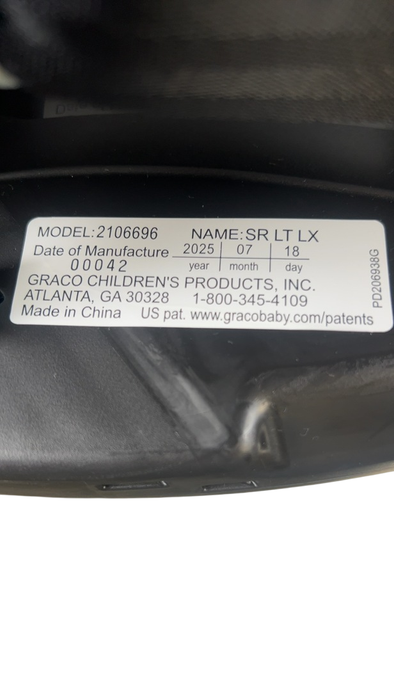 MODEL:2106696 NAME:SR LT LX
Date of Manufacture 2025 | 07 | 18
00042 year month day
GRACO CHILDREN'S PRODUCTS, INC.
ATLANTA, GA 30328 1-800-345-4109
Made in China US pat. www.gracobaby.com/patents
PD206938G